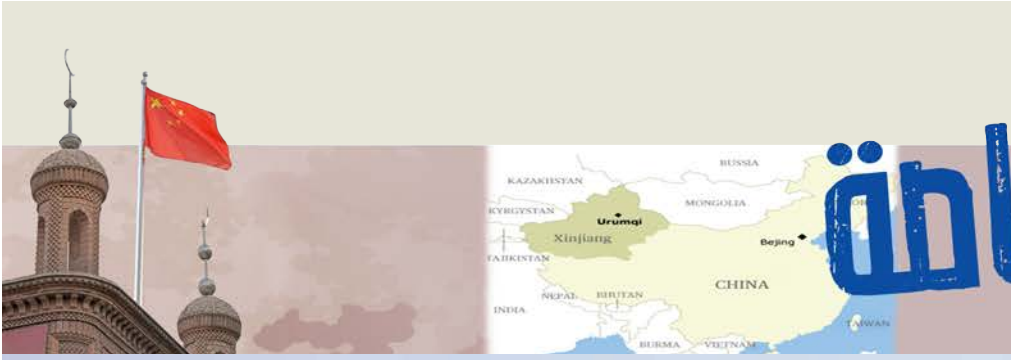 RUSSIA
KAZAKHSTAN
MONGOLIA
KYRGYSTAN
Urumqi
Xinjiang
Bejing
TAJIKISTAN
CHINA
NEPAL
BHUTAN
INDIA
TAIWAN
BURMA
VIETNAM